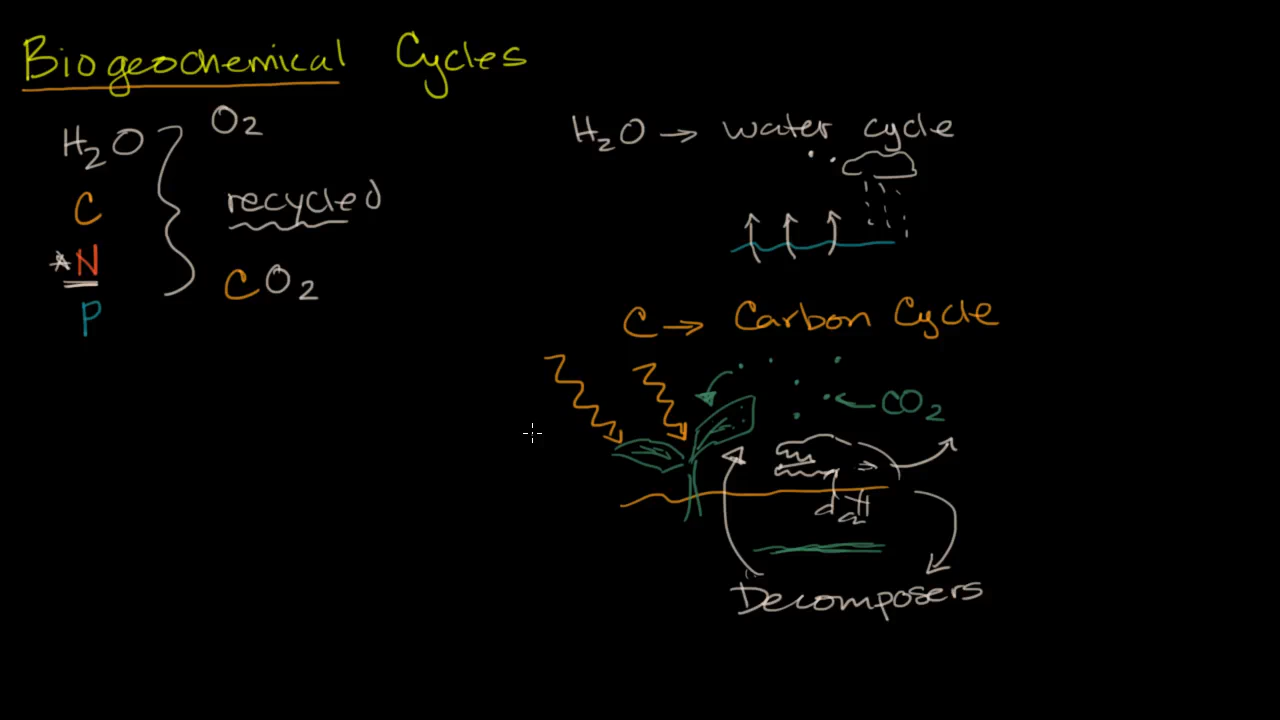 Biogeochemical Cycles
H2O
O2
C
recycled
*N
CO2
P
H2O → water cycle
C → Carbon Cycle
CO2
Decomposers